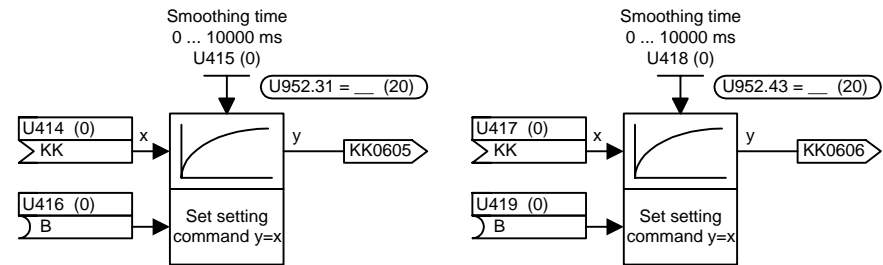 Smoothing time
0 ... 10000 ms
U415 (0)
U952.31 = __ (20)
U414 (0)
KK
x
y
KK0605
U416 (0)
B
Set setting
command y=x
Smoothing time
0 ... 10000 ms
U418 (0)
U952.43 = __ (20)
U417 (0)
KK
x
y
KK0606
U419 (0)
B
Set setting
command y=x